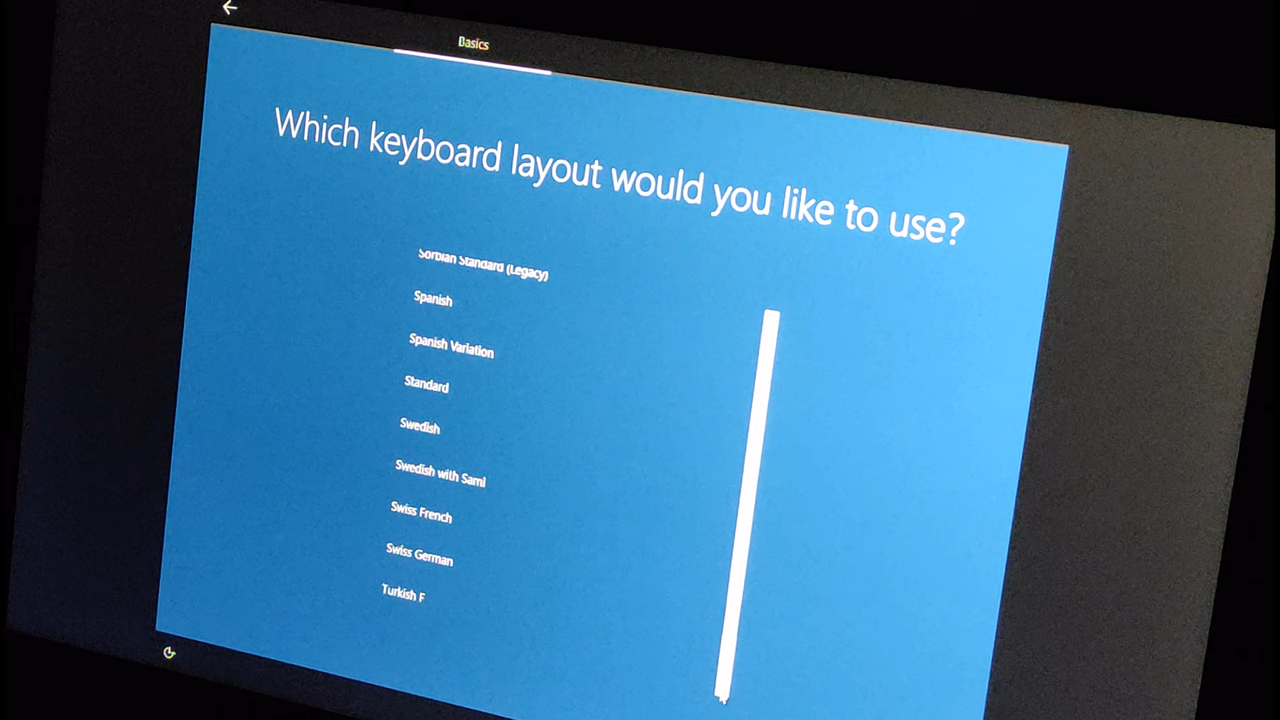 Basics
Which keyboard layout would you like to use?
Sorbian Standard (Legacy)
Spanish
Spanish Variation
Standard
Swedish
Swedish with Sami
Swiss French
Swiss German
Turkish F